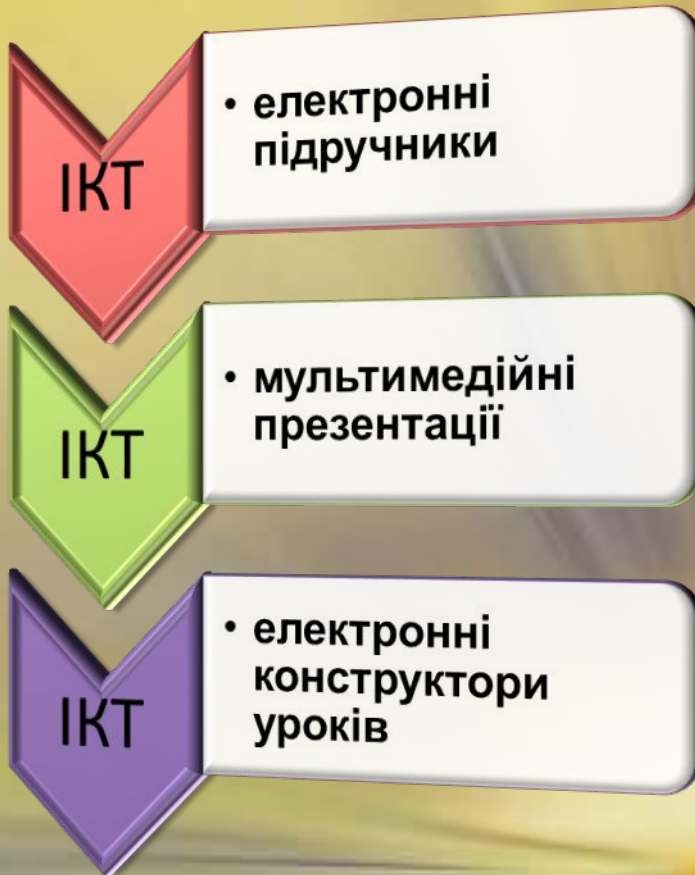 ІКТ
• електронні
підручники
ІКТ
• мультимедійні
презентації
ІКТ
• електронні
конструктори
уроків